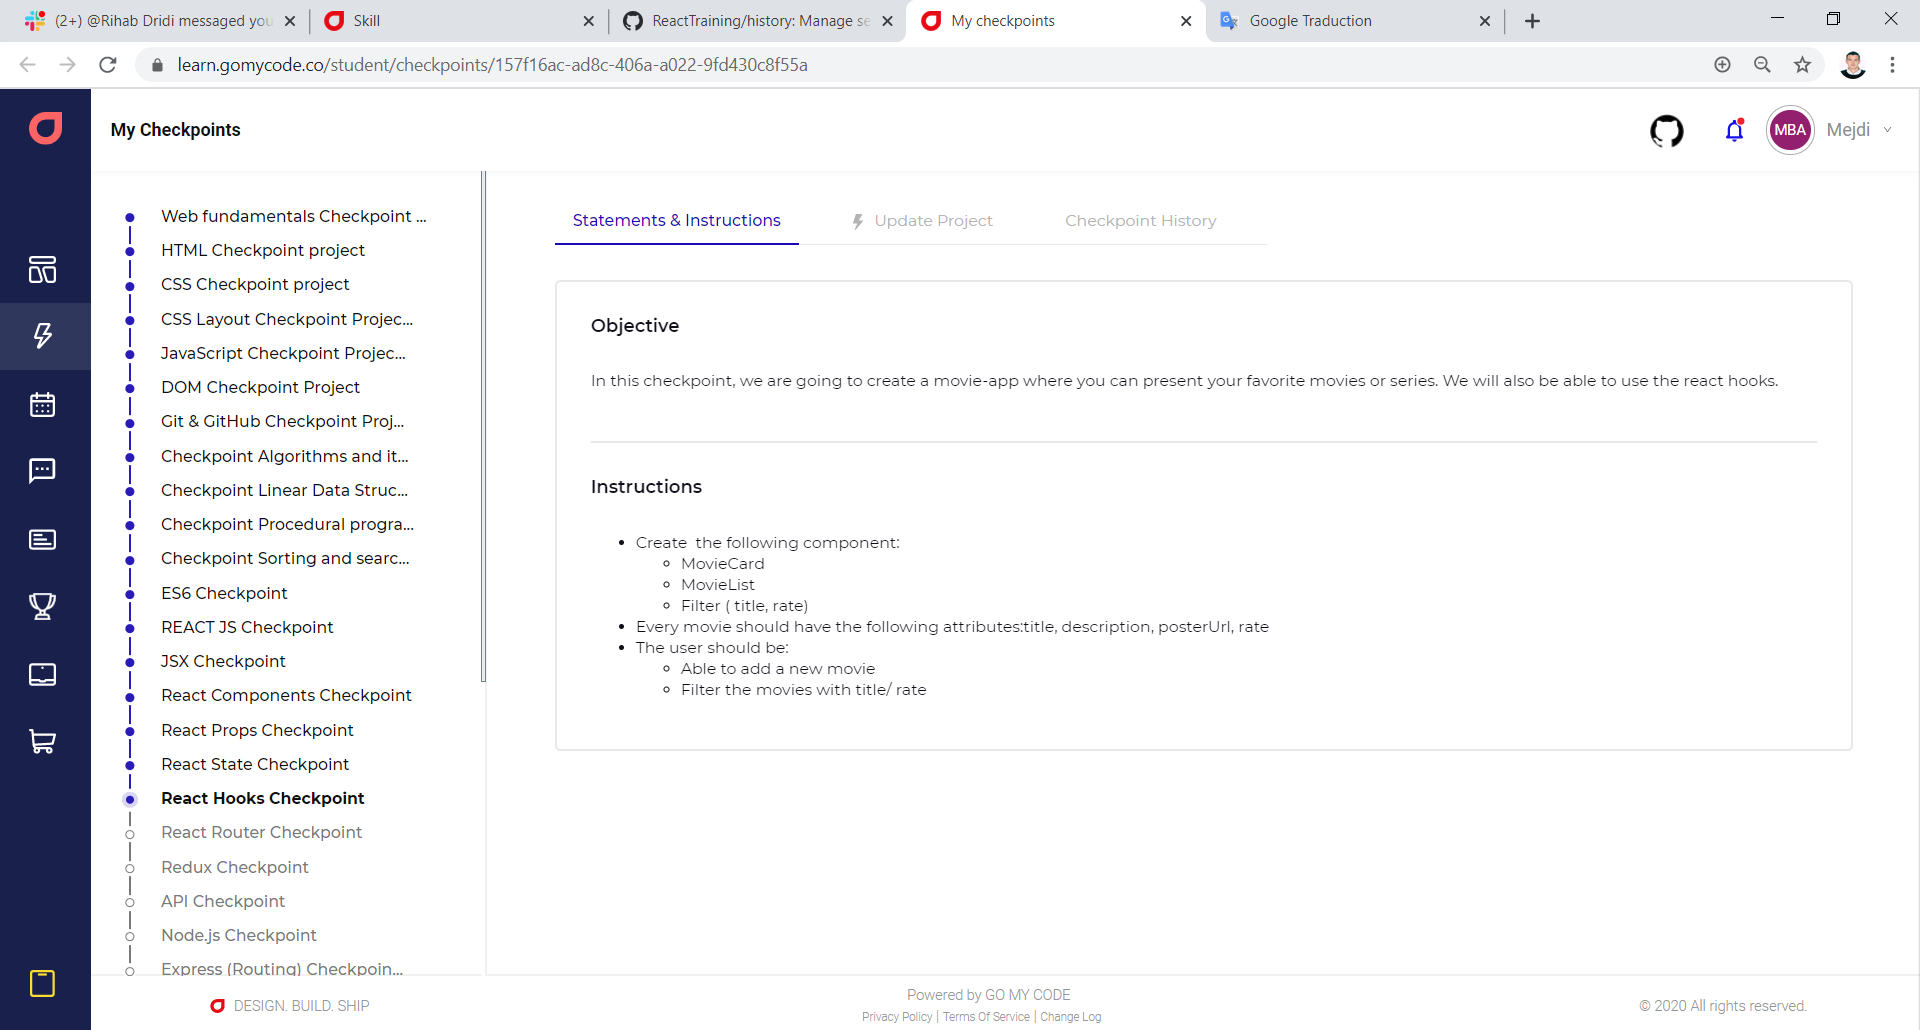 (2+) @Rihab Dridi messaged you
Skill
ReactTraining/history: Manage se
My checkpoints
Google Traduction
learn.gomycode.co/student/checkpoints/157f16ac-ad8c-406a-a022-9fd430c8f55a
My Checkpoints
MBA
Mejdi
Web fundamentals Checkpoint ...
HTML Checkpoint project
CSS Checkpoint project
CSS Layout Checkpoint Projec...
JavaScript Checkpoint Projec...
DOM Checkpoint Project
Git & GitHub Checkpoint Proj...
Checkpoint Algorithms and it...
Checkpoint Linear Data Struc...
Checkpoint Procedural progra...
Checkpoint Sorting and searc...
ES6 Checkpoint
REACT JS Checkpoint
JSX Checkpoint
React Components Checkpoint
React Props Checkpoint
React State Checkpoint
React Hooks Checkpoint
React Router Checkpoint
Redux Checkpoint
API Checkpoint
Node.js Checkpoint
Express (Routing) Checkpoin...
Statements & Instructions
Update Project
Checkpoint History
Objective
In this checkpoint, we are going to create a movie-app where you can present your favorite movies or series. We will also be able to use the react hooks.
Instructions
• Create  the following component:
MovieCard
MovieList
Filter ( title, rate)
• Every movie should have the following attributes:title, description, posterUrl, rate
• The user should be:
Able to add a new movie
Filter the movies with title/ rate
DESIGN. BUILD. SHIP
Powered by GO MY CODE
Privacy Policy | Terms Of Service | Change Log
© 2020 All rights reserved.